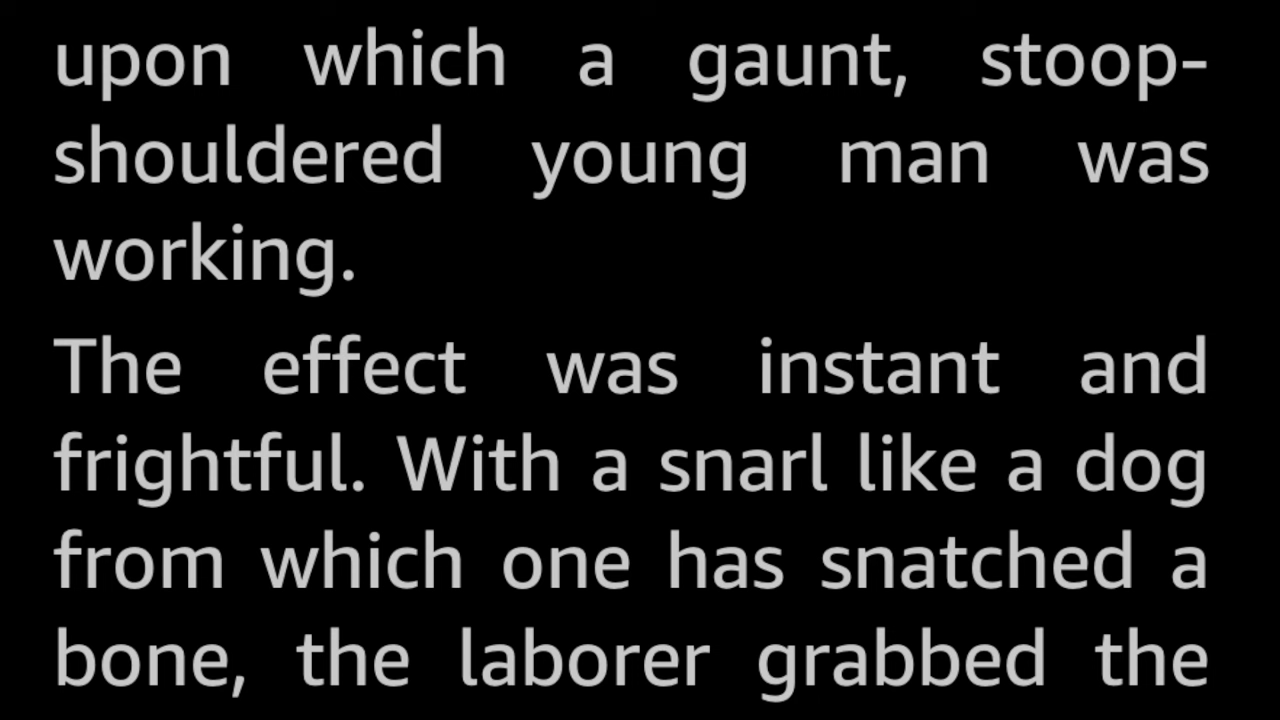 upon which a gaunt, stoop-
shouldered young man was
working.
The effect was instant and
frightful. With a snarl like a dog
from which one has snatched a
bone, the laborer grabbed the